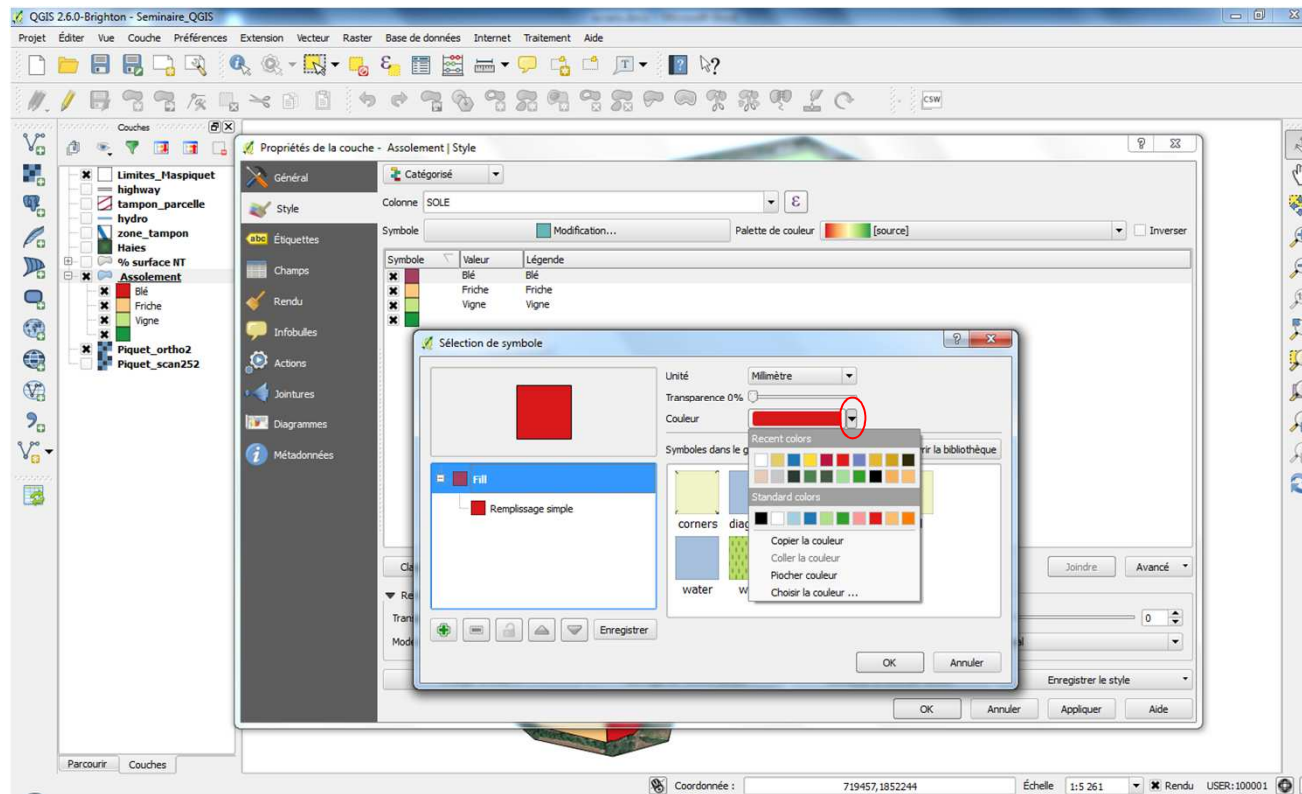 QGIS 2.6.0-Brighton - Seminaire_QGIS
Projet Éditer Vue Couche Préférences Extension Vecteur Raster Base de données Internet Traitement Aide
CSW
Couches
Limites_Maspiquet
highway
tampon_parcelle
hydro
zone_tampon
Haies
% surface NT
Assolement
Blé
Friche
Vigne
Piquet_ortho2
Piquet_scan252
Parcourir Couches
Propriétés de la couche - Assolement | Style
Général
Style
abc Étiquettes
Champs
Rendu
Infobulles
Actions
Jointures
Diagrammes
Métadonnées
Catégorisé
Colonne SOLE ε
Symbole Modification... Palette de couleur [source] Inverser
Symbole Valeur Légende
Blé Blé
Friche Friche
Vigne Vigne
Joindre Avancé
0
Enregistrer le style
OK Annuler Appliquer Aide
Sélection de symbole
Unité Millimètre
Transparence 0%
Couleur
Symboles dans le g rir la bibliothèque
Fill
Remplissage simple
corners diag
water w
Recent colors
Standard colors
Copier la couleur
Coller la couleur
Piocher couleur
Choisir la couleur ...
Enregistrer
OK Annuler
Coordonnée : 719457,1852244 Échelle 1:5 261 Rendu USER:100001